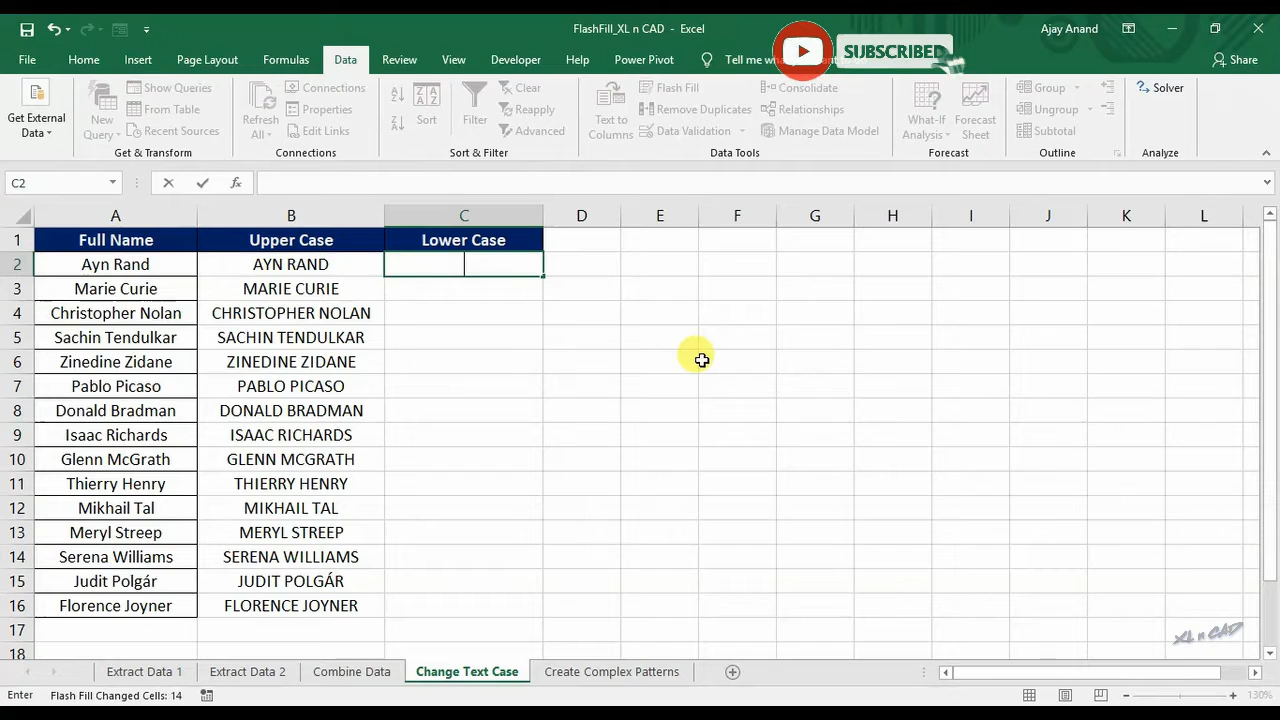 FlashFill_XL n CAD - Excel
Ajay Anand
SUBSCRIBED
File Home Insert Page Layout Formulas Data Review View Developer Help Power Pivot Tell me what want to do
Share
Get External Data
New Query
Show Queries
From Table
Recent Sources
Get & Transform
Refresh All
Connections
Properties
Edit Links
Connections
Sort
Filter
Clear
Reapply
Advanced
Sort & Filter
Text to Columns
Flash Fill
Remove Duplicates
Data Validation
Consolidate
Relationships
Manage Data Model
Data Tools
What-If Analysis
Forecast Sheet
Forecast
Group
Ungroup
Subtotal
Outline
Solver
Analyze
C2
fx
A B C D E F G H I J K L
1 Full Name Upper Case Lower Case
2 Ayn Rand AYN RAND
3 Marie Curie MARIE CURIE
4 Christopher Nolan CHRISTOPHER NOLAN
5 Sachin Tendulkar SACHIN TENDULKAR
6 Zinedine Zidane ZINEDINE ZIDANE
7 Pablo Picaso PABLO PICASO
8 Donald Bradman DONALD BRADMAN
9 Isaac Richards ISAAC RICHARDS
10 Glenn McGrath GLENN MCGRATH
11 Thierry Henry THIERRY HENRY
12 Mikhail Tal MIKHAIL TAL
13 Meryl Streep MERYL STREEP
14 Serena Williams SERENA WILLIAMS
15 Judit Polgár JUDIT POLGÁR
16 Florence Joyner FLORENCE JOYNER
17
18
XL n CAD
Extract Data 1 Extract Data 2 Combine Data Change Text Case Create Complex Patterns
Enter Flash Fill Changed Cells: 14
130%